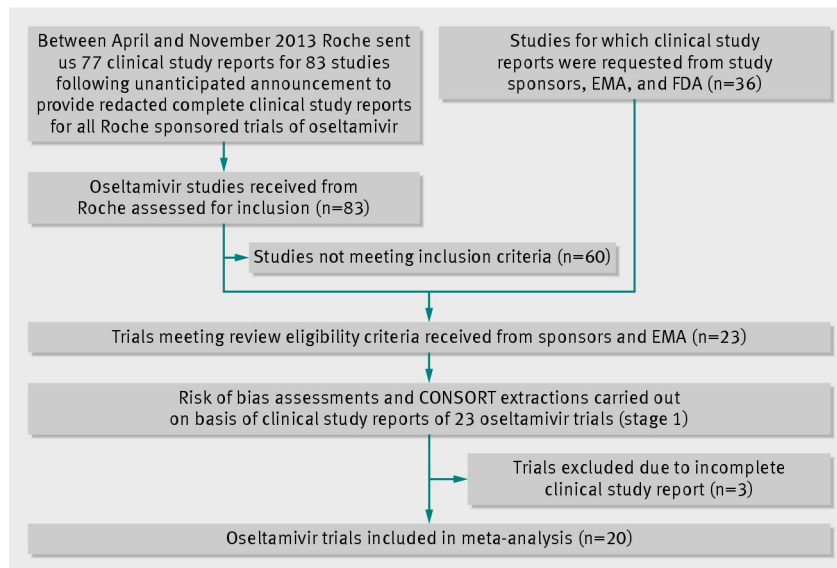 Between April and November 2013 Roche sent
us 77 clinical study reports for 83 studies
following unanticipated announcement to
provide redacted complete clinical study reports
for all Roche sponsored trials of oseltamivir
Studies for which clinical study
reports were requested from study
sponsors, EMA, and FDA (n=36)
Oseltamivir studies received from
Roche assessed for inclusion (n=83)
Studies not meeting inclusion criteria (n=60)
Trials meeting review eligibility criteria received from sponsors and EMA (n=23)
Risk of bias assessments and CONSORT extractions carried out
on basis of clinical study reports of 23 oseltamivir trials (stage 1)
Trials excluded due to incomplete
clinical study report (n=3)
Oseltamivir trials included in meta-analysis (n=20)